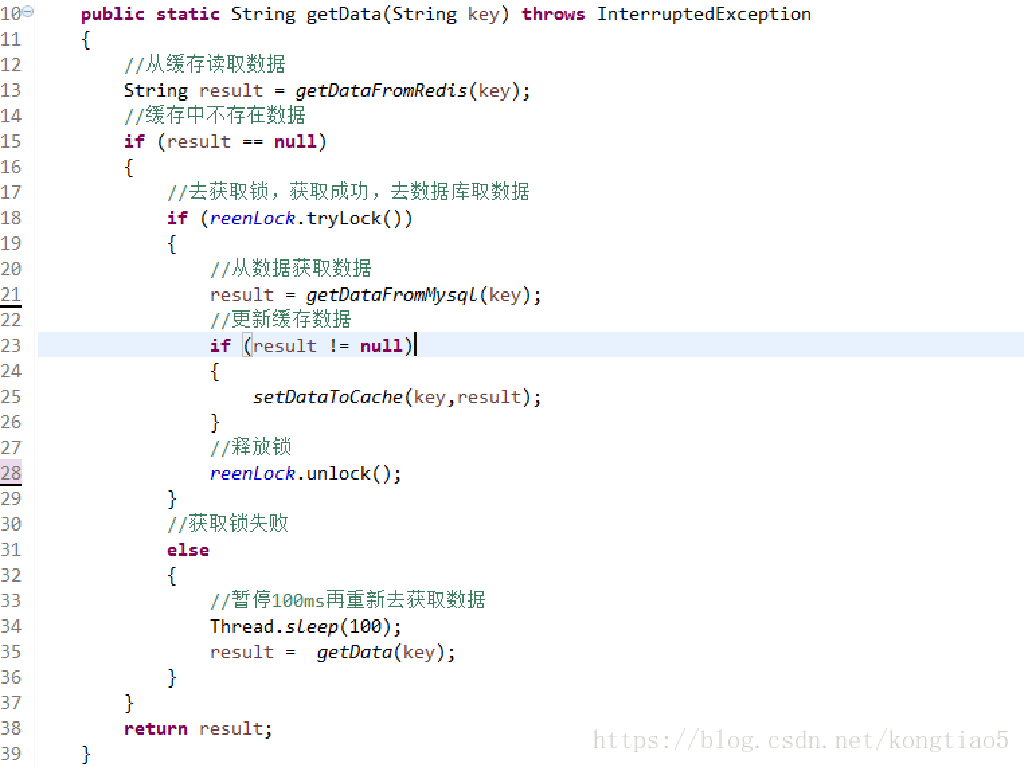 10 public static String getData(String key) throws InterruptedException
11 {
12 //从缓存读取数据
13 String result = getDataFromRedis(key);
14 //缓存中不存在数据
15 if (result == null)
16 {
17 //去获取锁，获取成功，去数据库取数据
18 if (reenLock.tryLock())
19 {
20 //从数据获取数据
21 result = getDataFromMysql(key);
22 //更新缓存数据
23 if (result != null)
24 {
25 setDataToCache(key,result);
26 }
27 //释放锁
28 reenLock.unlock();
29 }
30 //获取锁失败
31 else
32 {
33 //暂停100ms再重新去获取数据
34 Thread.sleep(100);
35 result =  getData(key);
36 }
37 }
38 return result;
39 }
https://blog.csdn.net/kongtiao5